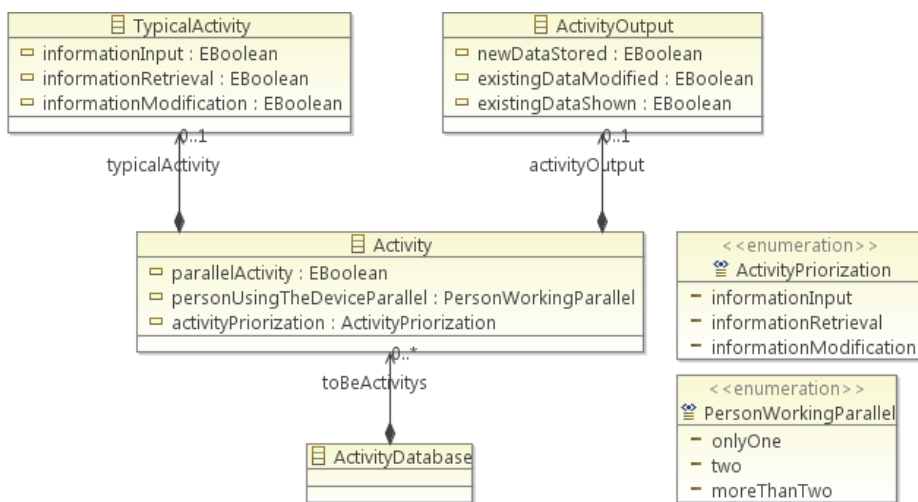 TypicalActivity
informationInput : EBoolean
informationRetrieval : EBoolean
informationModification : EBoolean
ActivityOutput
newDataStored : EBoolean
existingDataModified : EBoolean
existingDataShown : EBoolean
0..1
typicalActivity
0..1
activityOutput
Activity
parallelActivity : EBoolean
personUsingTheDeviceParallel : PersonWorkingParallel
activityPriorization : ActivityPriorization
<<enumeration>>
ActivityPriorization
informationInput
informationRetrieval
informationModification
0..*
toBeActivitys
<<enumeration>>
PersonWorkingParallel
onlyOne
two
moreThanTwo
ActivityDatabase